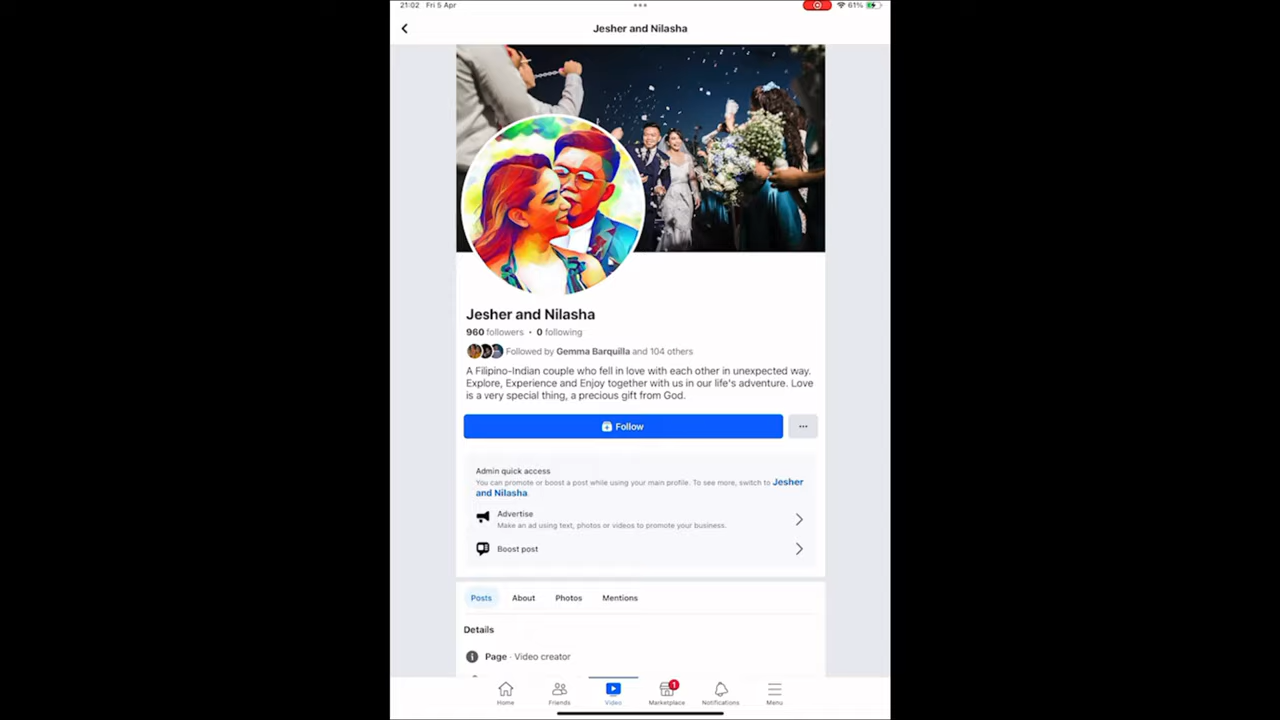 21:02 Fri 5 Apr
61%
Jesher and Nilasha
Jesher and Nilasha
960 followers • 0 following
Followed by Gemma Barquilla and 104 others
A Filipino-Indian couple who fell in love with each other in unexpected way.
Explore, Experience and Enjoy together with us in our life's adventure. Love
is a very special thing, a precious gift from God.
Follow
Admin quick access
You can promote or boost a post while using your main profile. To see more, switch to Jesher
and Nilasha.
Advertise
Make an ad using text, photos or videos to promote your business.
Boost post
Posts About Photos Mentions
Details
Page · Video creator
1
Home Friends Video Marketplace Notifications Menu